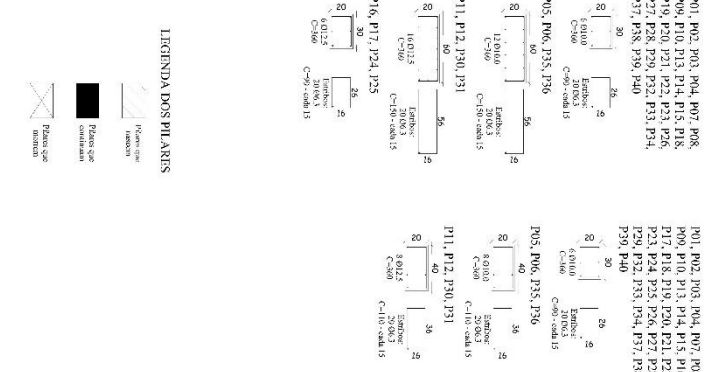 P01, P02, P03, P04, P07, P08,
P09, P10, P13, P14, P15, P18,
P19, P20, P21, P22, P23, P26,
P27, P28, P29, P32, P33, P34,
P37, P38, P39, P40
30
20
6 Ø10.0
C=360
26
16
Estribos:
20 Ø6.3
C=90 - cada 15
P05, P06, P35, P36
60
20
12 Ø10.0
C=360
56
16
Estribos:
20 Ø6.3
C=150 - cada 15
P11, P12, P30, P31
60
20
16 Ø12.5
C=360
56
16
Estribos:
20 Ø6.3
C=150 - cada 15
P16, P17, P24, P25
30
20
6 Ø12.5
C=360
26
16
Estribos:
20 Ø6.3
C=90 - cada 15
LEGENDA DOS PILARES
Pilares que
nascem
Pilares que
continuam
Pilares que
morrem
P01, P02, P03, P04, P07,
P09, P10, P13, P14, P15,
P17, P18, P19, P20, P21,
P23, P24, P25, P26, P27,
P29, P32, P33, P34, P37,
P39, P40
30
20
6 Ø10.0
C=360
26
16
Estribos:
20 Ø6.3
C=90 - cada 15
P05, P06, P35, P36
40
20
8 Ø10.0
C=360
36
16
Estribos:
20 Ø6.3
C=110 - cada 15
P11, P12, P30, P31
40
20
8 Ø12.5
C=360
36
16
Estribos:
20 Ø6.3
C=110 - cada 15